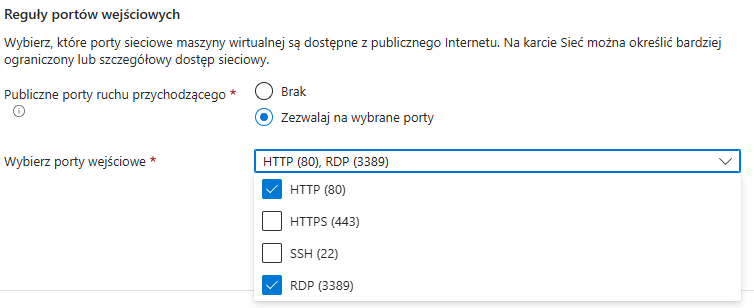 Reguły portów wejściowych
Wybierz, które porty sieciowe maszyny wirtualnej są dostępne z publicznego Internetu. Na karcie Sieć można określić bardziej
ograniczony lub szczegółowy dostęp sieciowy.
Publiczne porty ruchu przychodzącego *
Brak
Zezwalaj na wybrane porty
Wybierz porty wejściowe *
HTTP (80), RDP (3389)
HTTP (80)
HTTPS (443)
SSH (22)
RDP (3389)